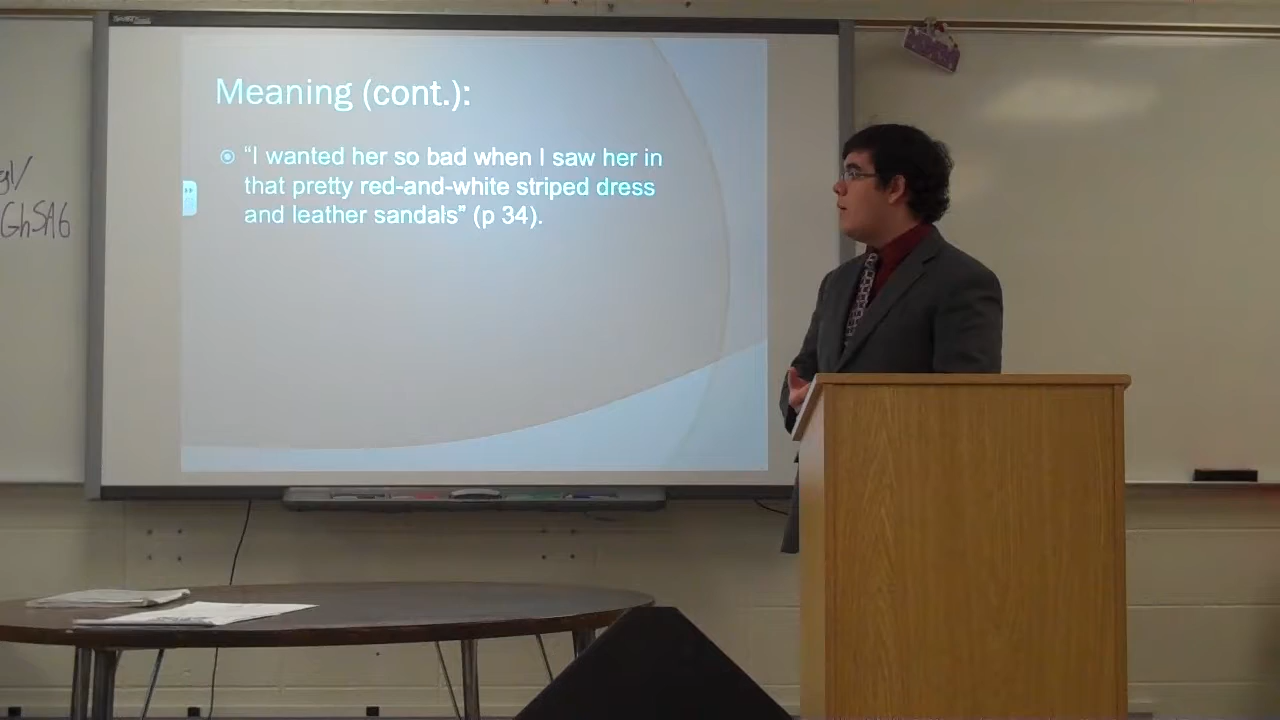 Meaning (cont.):
“I wanted her so bad when I saw her in
that pretty red-and-white striped dress
and leather sandals” (p 34).
gl/
GhSA6